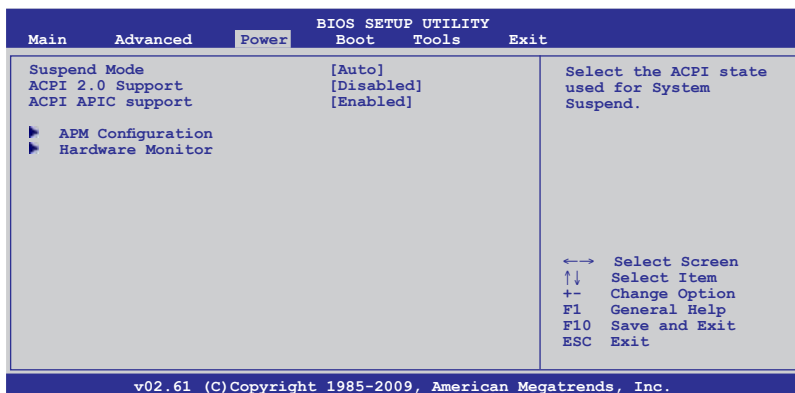 BIOS SETUP UTILITY
Main Advanced Power Boot Tools Exit
Suspend Mode [Auto]
ACPI 2.0 Support [Disabled]
ACPI APIC support [Enabled]
APM Configuration
Hardware Monitor
Select the ACPI state
used for System
Suspend.
←→ Select Screen
↑↓ Select Item
+- Change Option
F1 General Help
F10 Save and Exit
ESC Exit
v02.61 (C)Copyright 1985-2009, American Megatrends, Inc.